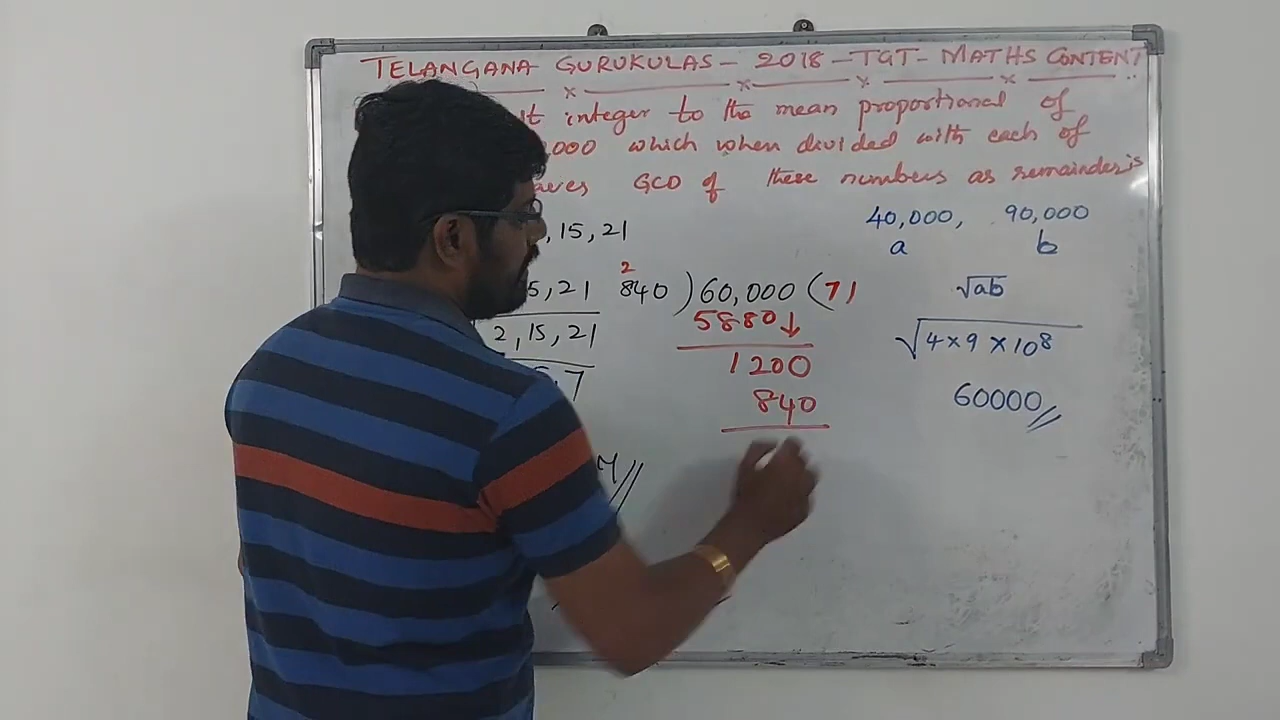 TELANGANA GURUKULAS - 2018 - TGT - MATHS CONTENT
integer to the mean proportional of
,000 which when divided with each of
GCD of these numbers as remainder is
, 15, 21
40,000, 90,000
a b
5, 21
2
840 ) 60,000 ( 71
5880↓
1200
840
2, 15, 21
, 7
√ab
√4×9×10⁸
60000